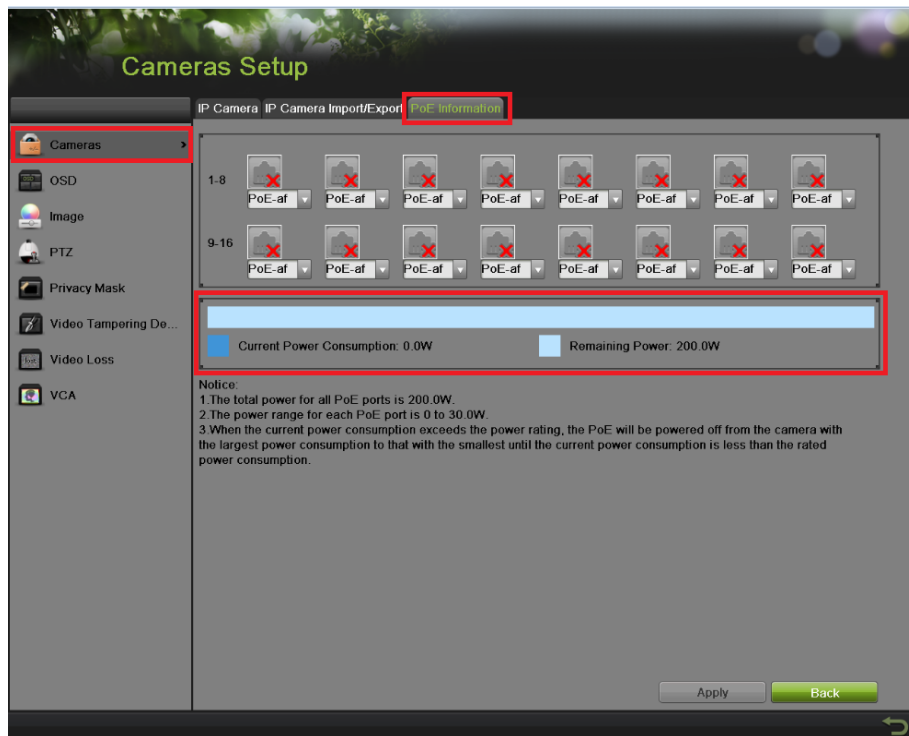 Cameras Setup
IP Camera IP Camera Import/Export PoE Information
Cameras
OSD
Image
PTZ
Privacy Mask
Video Tampering De...
Video Loss
VCA
1-8
PoE-af PoE-af PoE-af PoE-af PoE-af PoE-af PoE-af PoE-af
9-16
PoE-af PoE-af PoE-af PoE-af PoE-af PoE-af PoE-af PoE-af
Current Power Consumption: 0.0W Remaining Power: 200.0W
Notice:
1.The total power for all PoE ports is 200.0W.
2.The power range for each PoE port is 0 to 30.0W.
3.When the current power consumption exceeds the power rating, the PoE will be powered off from the camera with
the largest power consumption to that with the smallest until the current power consumption is less than the rated
power consumption.
Apply Back